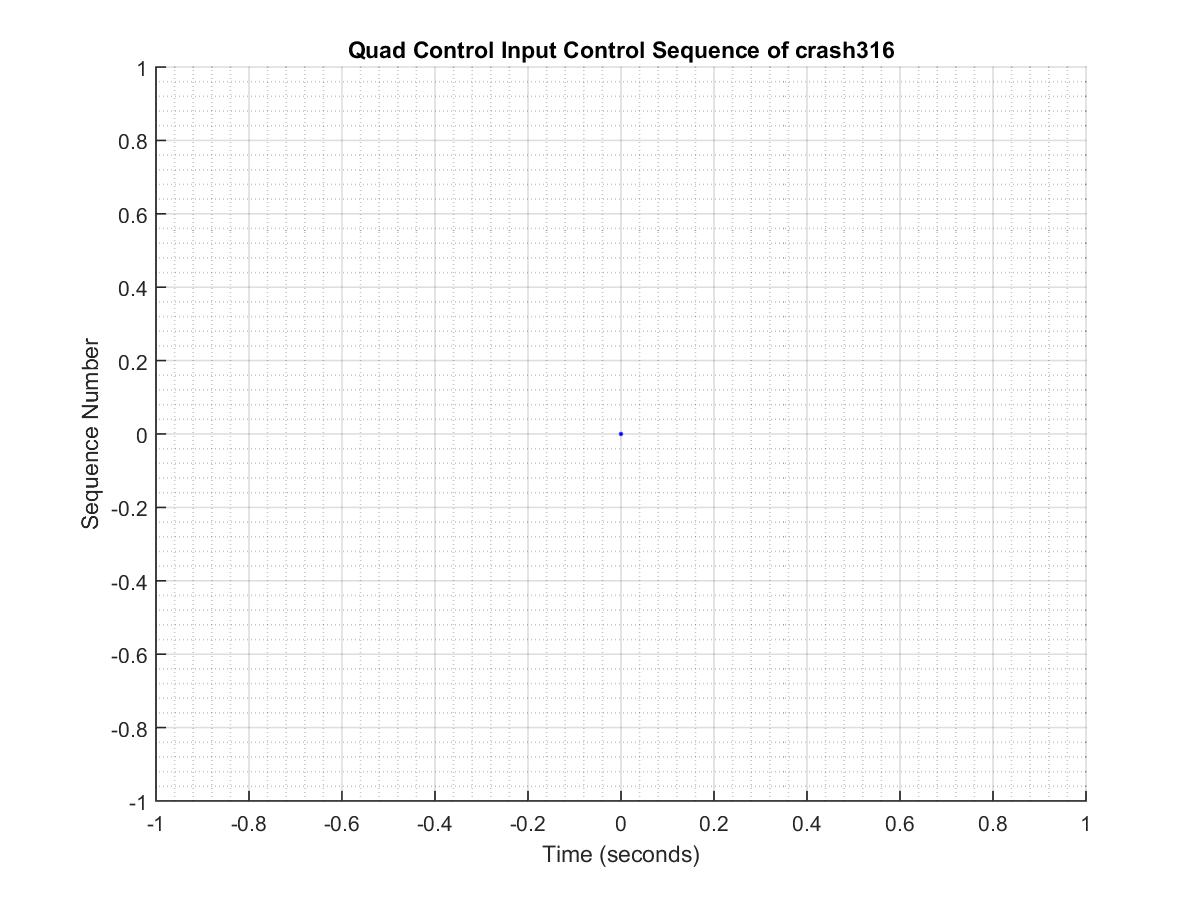 Quad Control Input Control Sequence of crash316
1
0.8
0.6
0.4
0.2
0
-0.2
-0.4
-0.6
-0.8
-1
Sequence Number
-1 -0.8 -0.6 -0.4 -0.2 0 0.2 0.4 0.6 0.8 1
Time (seconds)